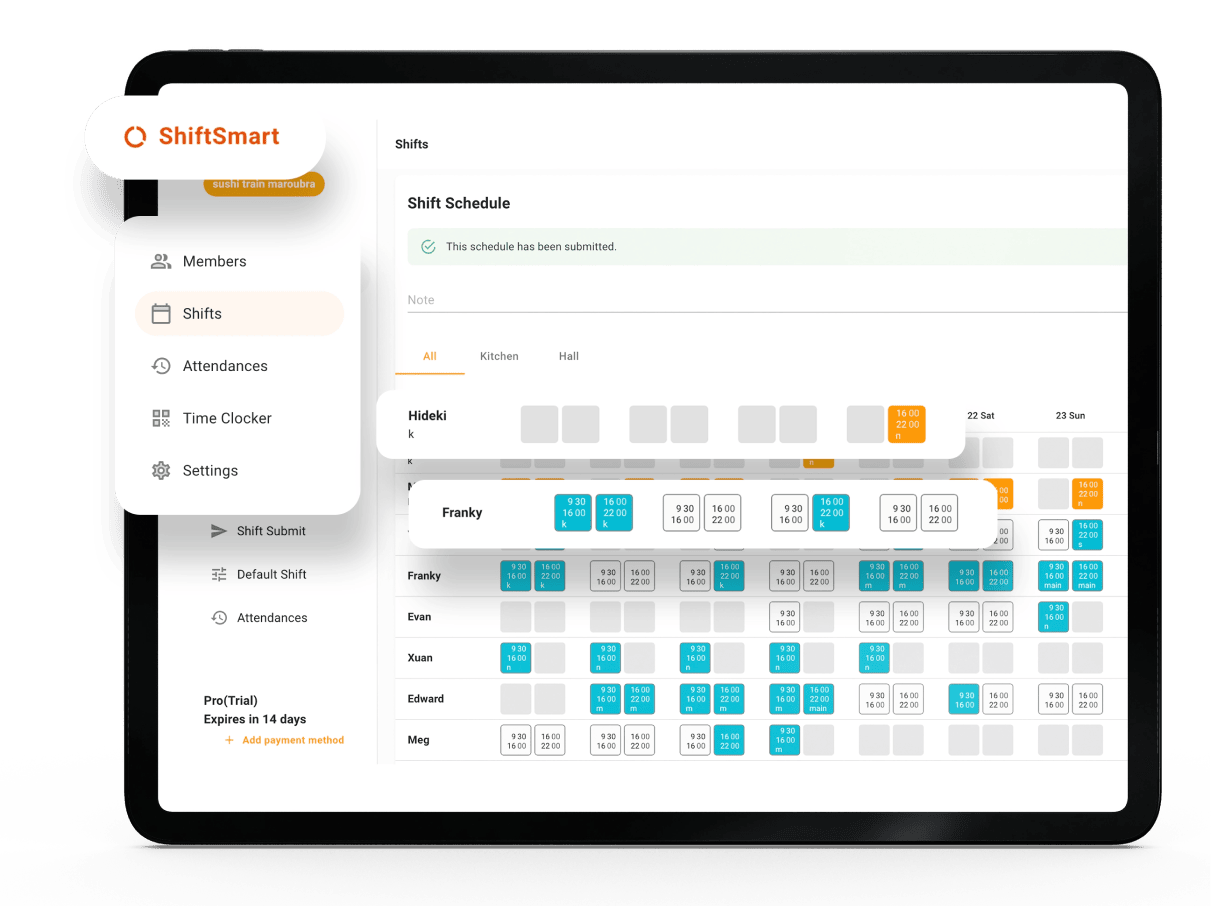 ShiftSmart
sushi train maroubra
Members
Shifts
Attendances
Time Clocker
Settings
Shift Submit
Default Shift
Attendances
Pro(Trial)
Expires in 14 days
+ Add payment method
Shifts
Shift Schedule
This schedule has been submitted.
Note
All Kitchen Hall
22 Sat 23 Sun
Hideki
k
16 00
22 00
n
k
n
16 00
22 00
n
Franky
9 30 16 00 9 30 16 00 9 30 16 00 9 30 16 00
16 00 22 00 16 00 22 00 16 00 22 00 16 00 22 00
k k k
9 30 16 00
16 00 22 00
s
Franky
9 30 16 00 9 30 16 00 9 30 16 00 9 30 16 00 9 30 16 00 9 30 16 00 9 30 16 00
16 00 22 00 16 00 22 00 16 00 22 00 16 00 22 00 16 00 22 00 16 00 22 00 16 00 22 00
k k k m m main main
Evan
9 30 9 30 16 00 9 30 16 00 9 30
16 00 16 00 22 00 16 00 22 00 16 00
n
Xuan
9 30 9 30 9 30 9 30 9 30
16 00 16 00 16 00 16 00 16 00
n n n n n
Edward
9 30 16 00 9 30 16 00 9 30 16 00 9 30 16 00 9 30 16 00 9 30 16 00
16 00 22 00 16 00 22 00 16 00 22 00 16 00 22 00 16 00 22 00 16 00 22 00
m m m m m main
Meg
9 30 16 00 9 30 16 00 9 30 16 00 9 30
16 00 22 00 16 00 22 00 16 00 22 00 16 00
m